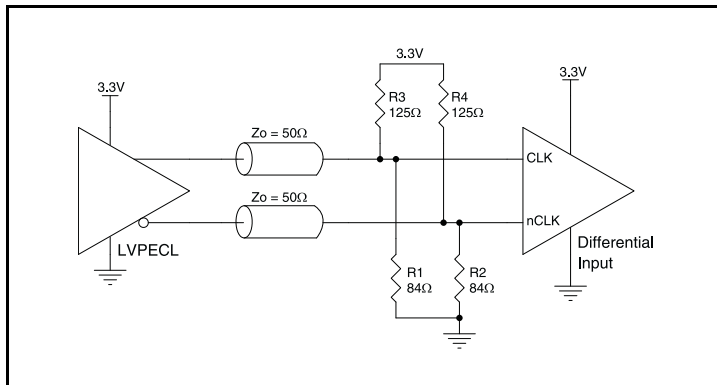 3.3V
3.3V
3.3V
R3
125Ω
R4
125Ω
Zo = 50Ω
CLK
Zo = 50Ω
nCLK
LVPECL
Differential
Input
R1
84Ω
R2
84Ω